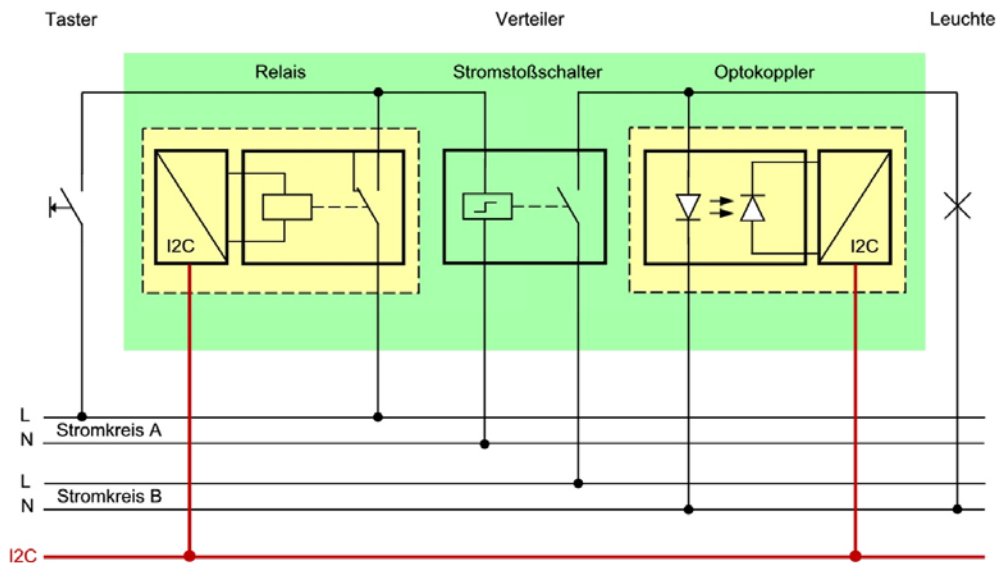 Taster
Verteiler
Leuchte
Relais
Stromstoßschalter
Optokoppler
I2C
I2C
L
Stromkreis A
N
L
Stromkreis B
N
I2C